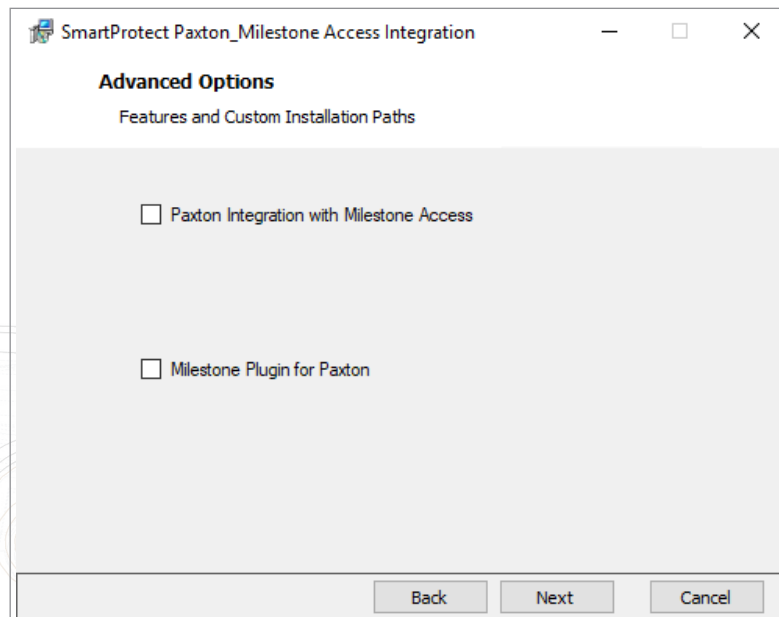 SmartProtect Paxton_Milestone Access Integration
Advanced Options
Features and Custom Installation Paths
Paxton Integration with Milestone Access
Milestone Plugin for Paxton
Back Next Cancel